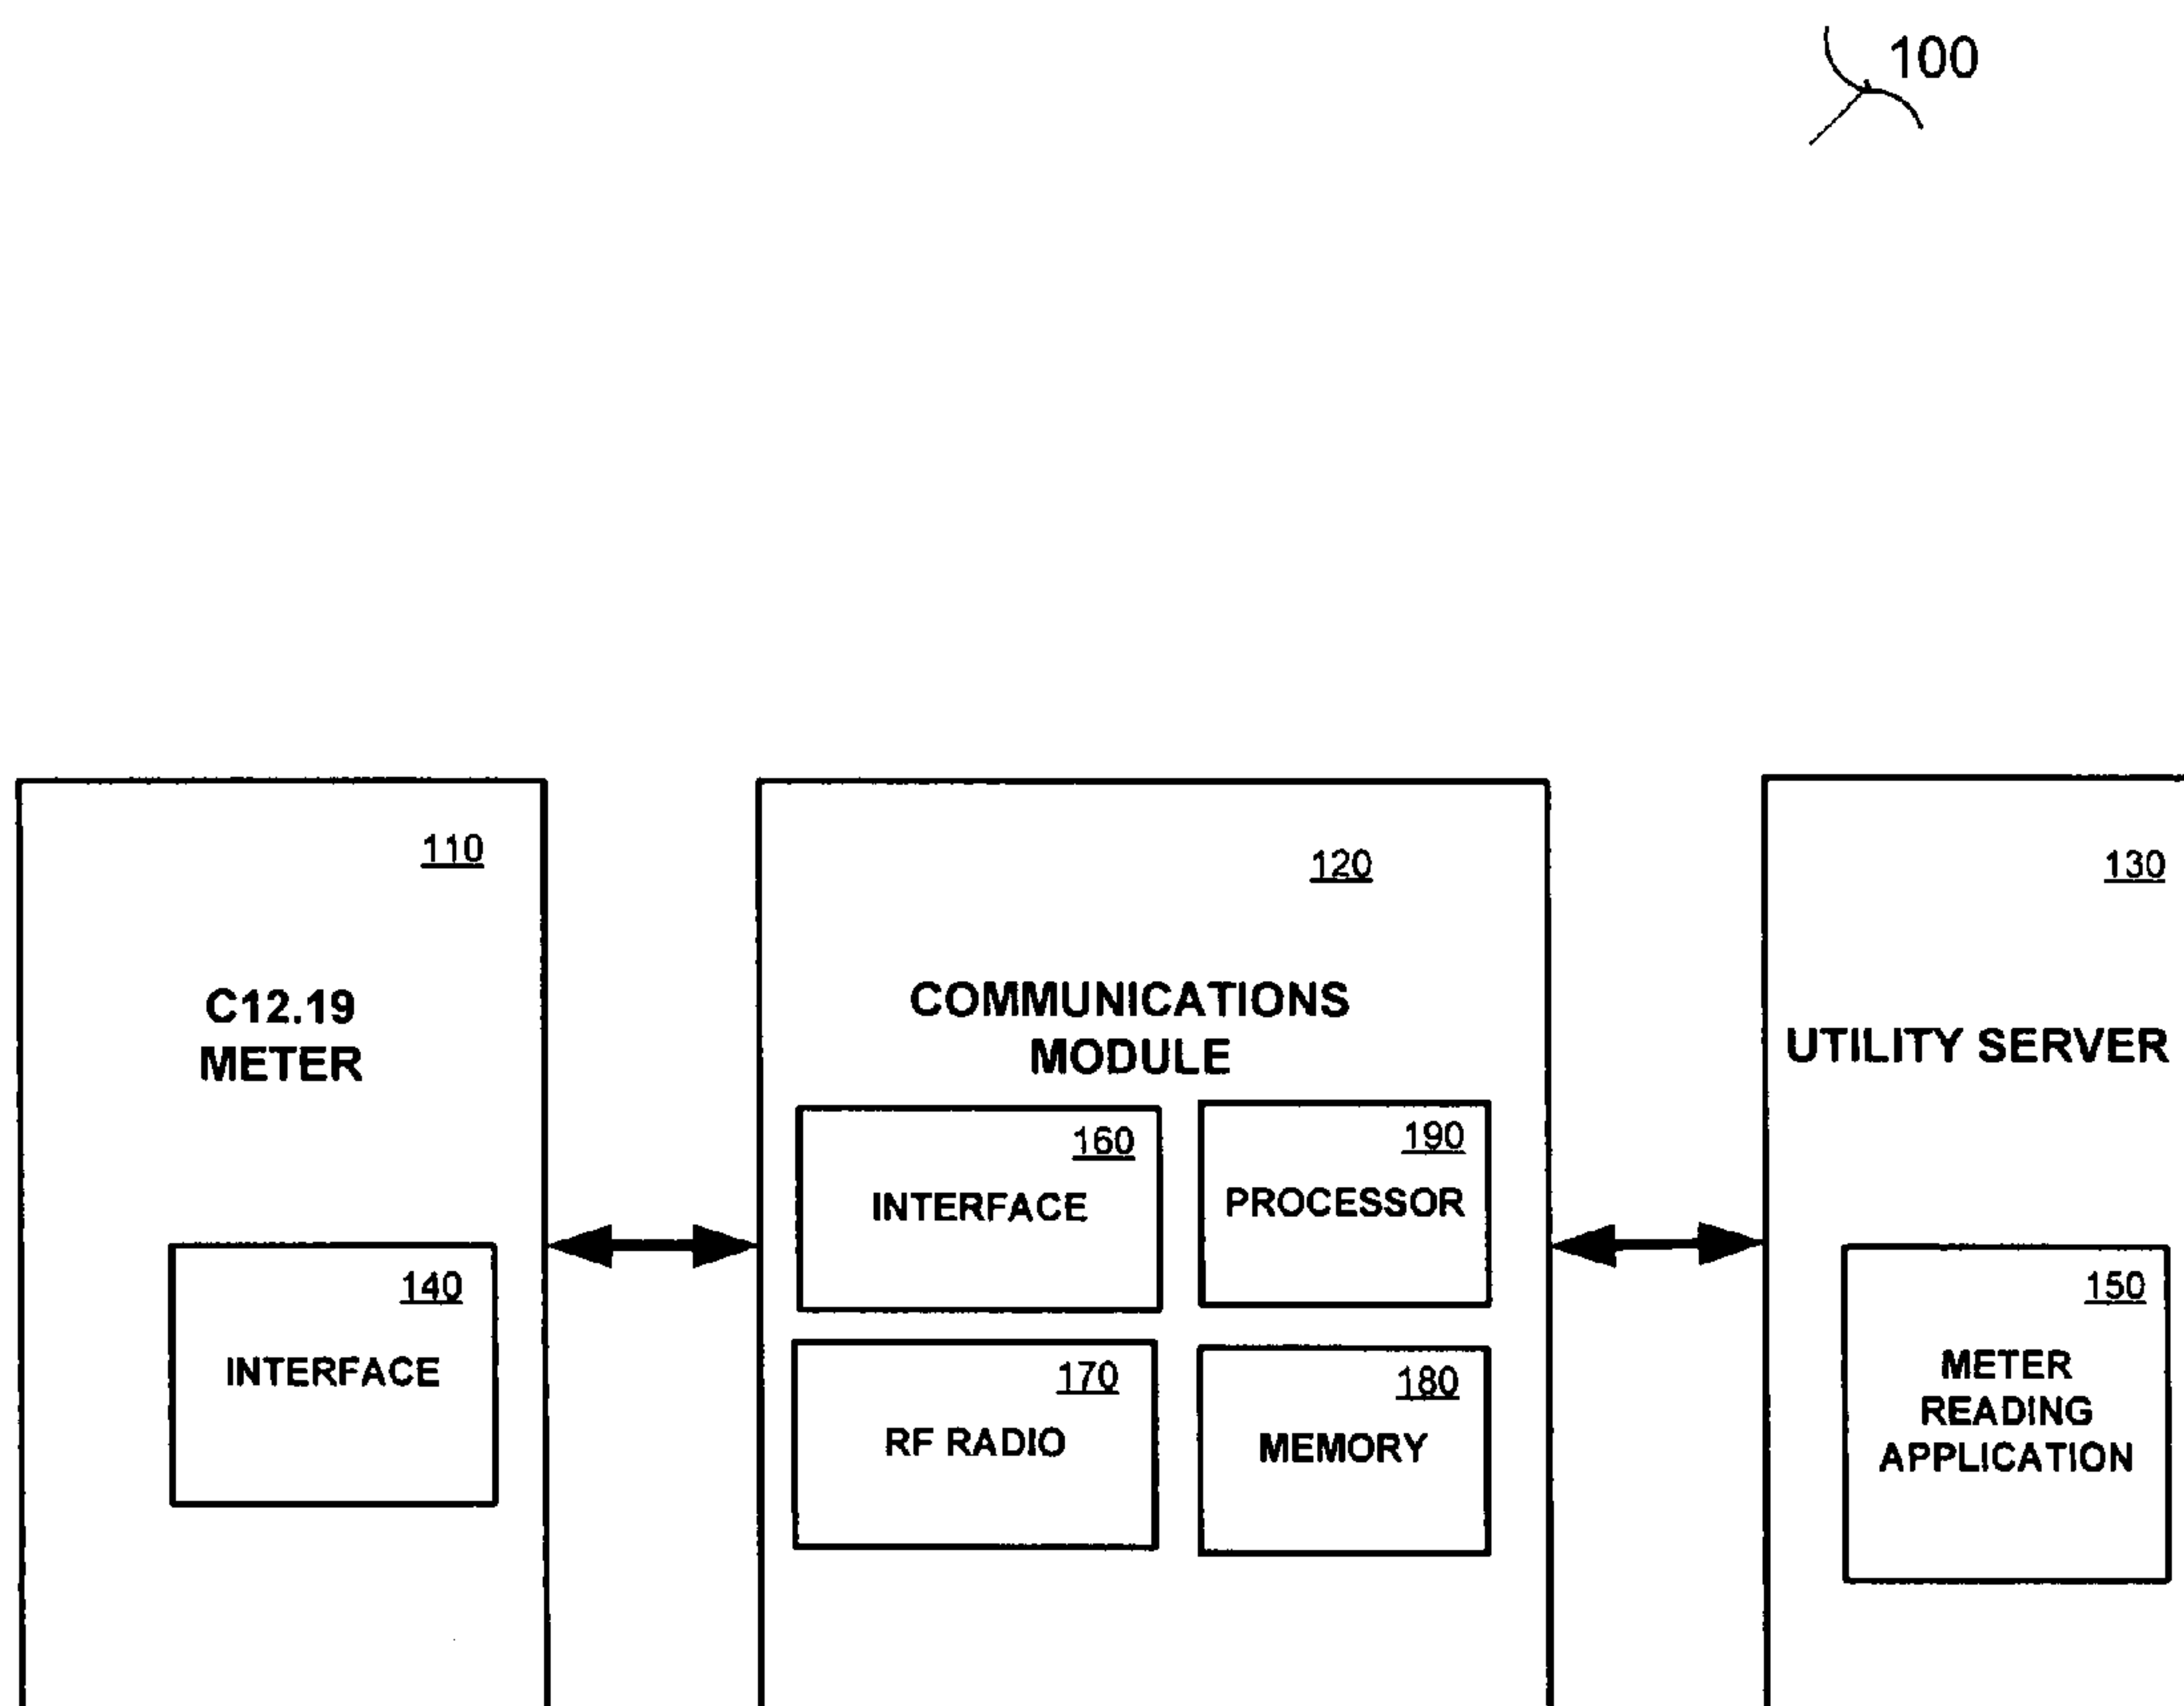 100
110
C12.19
METER
140
INTERFACE
120
COMMUNICATIONS
MODULE
160
INTERFACE
190
PROCESSOR
170
RF RADIO
180
MEMORY
130
UTILITY SERVER
150
METER
READING
APPLICATION